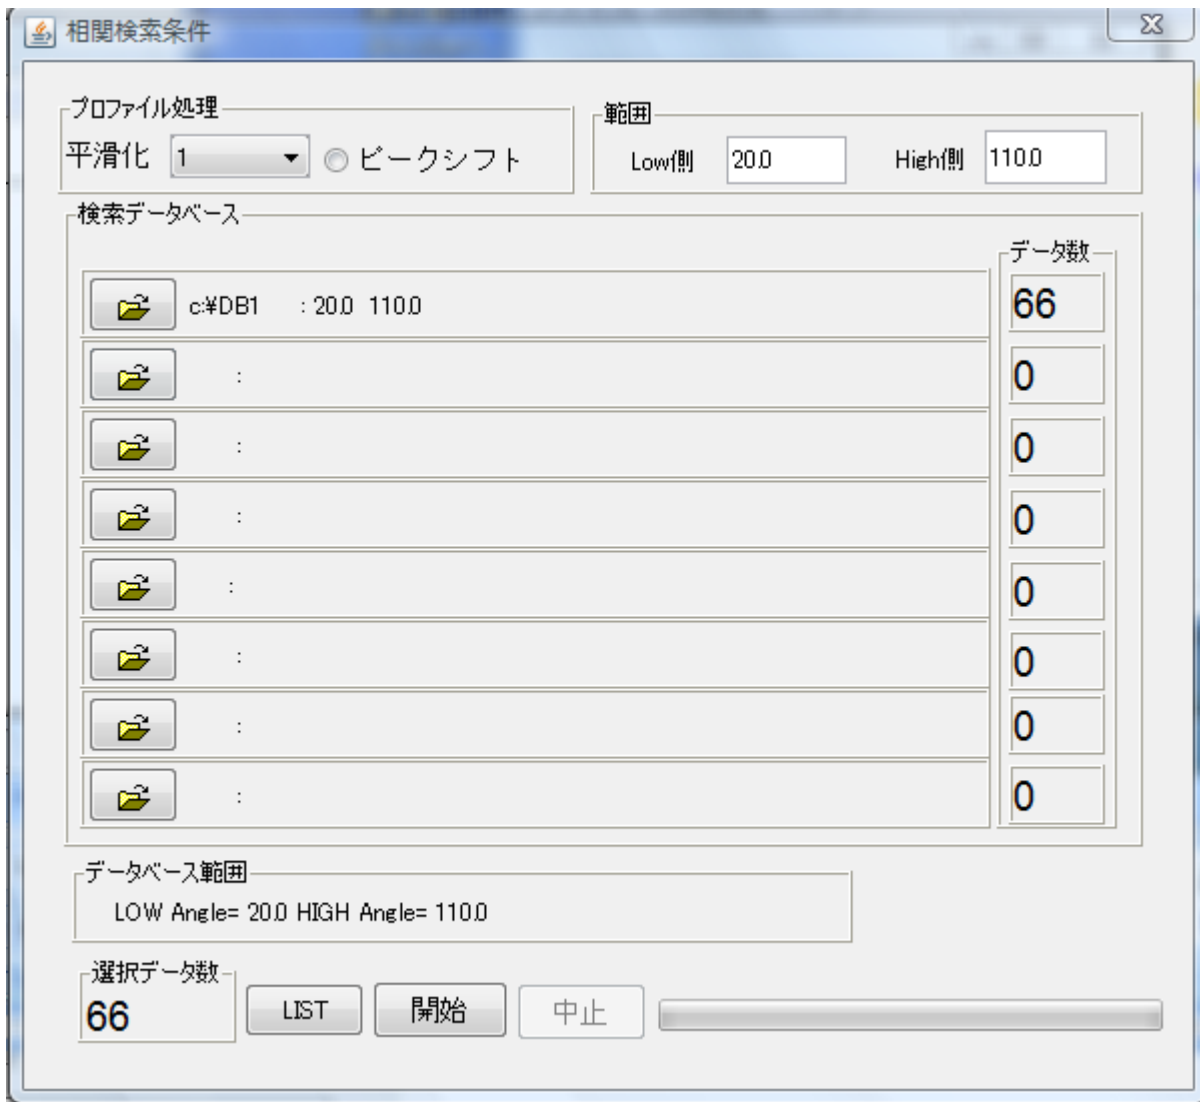 相関検索条件
プロファイル処理
平滑化 1 ピークシフト
範囲
Low側 20.0 High側 110.0
検索データベース
データ数
c:¥DB1 : 20.0 110.0 66
: 0
: 0
: 0
: 0
: 0
: 0
: 0
データベース範囲
LOW Angle= 20.0 HIGH Angle= 110.0
選択データ数
66 LIST 開始 中止